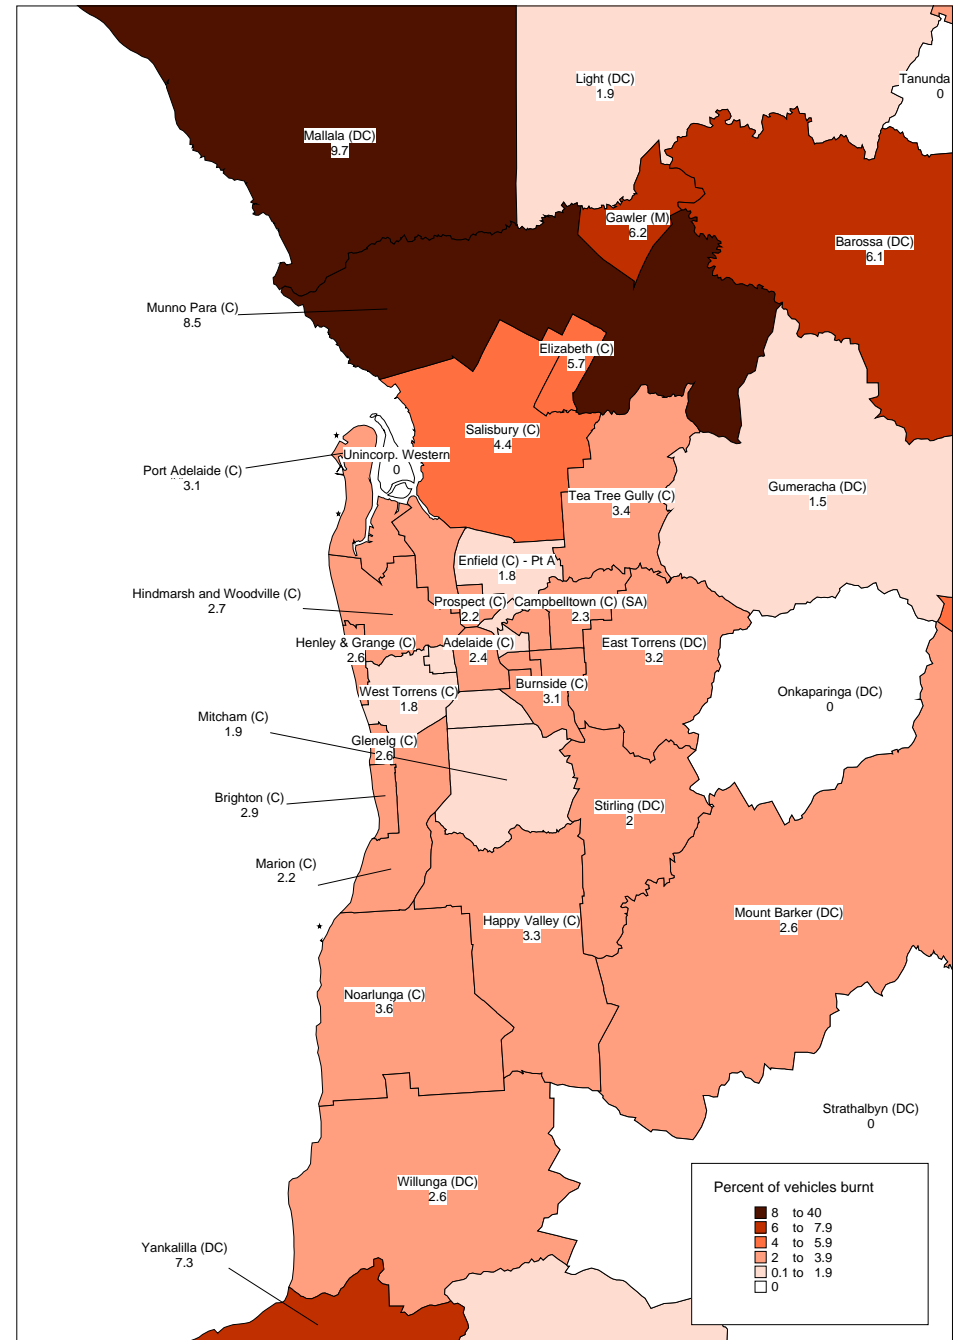 Light (DC)
1.9
Tanunda
0
Mallala (DC)
9.7
Gawler (M)
6.2
Barossa (DC)
6.1
Munno Para (C)
8.5
Elizabeth (C)
5.7
Salisbury (C)
4.4
Unincorp. Western
0
Port Adelaide (C)
3.1
Tea Tree Gully (C)
3.4
Gumeracha (DC)
1.5
Enfield (C) - Pt A
1.8
Hindmarsh and Woodville (C)
2.7
Prospect (C)
2.2
Campbelltown (C) (SA)
2.3
Henley & Grange (C)
2.6
Adelaide (C)
2.4
East Torrens (DC)
3.2
West Torrens (C)
1.8
Burnside (C)
3.1
Onkaparinga (DC)
0
Mitcham (C)
1.9
Glenelg (C)
2.6
Brighton (C)
2.9
Stirling (DC)
2
Marion (C)
2.2
Happy Valley (C)
3.3
Mount Barker (DC)
2.6
Noarlunga (C)
3.6
Strathalbyn (DC)
0
Willunga (DC)
2.6
Yankalilla (DC)
7.3
Percent of vehicles burnt
8 to 40
6 to 7.9
4 to 5.9
2 to 3.9
0.1 to 1.9
0